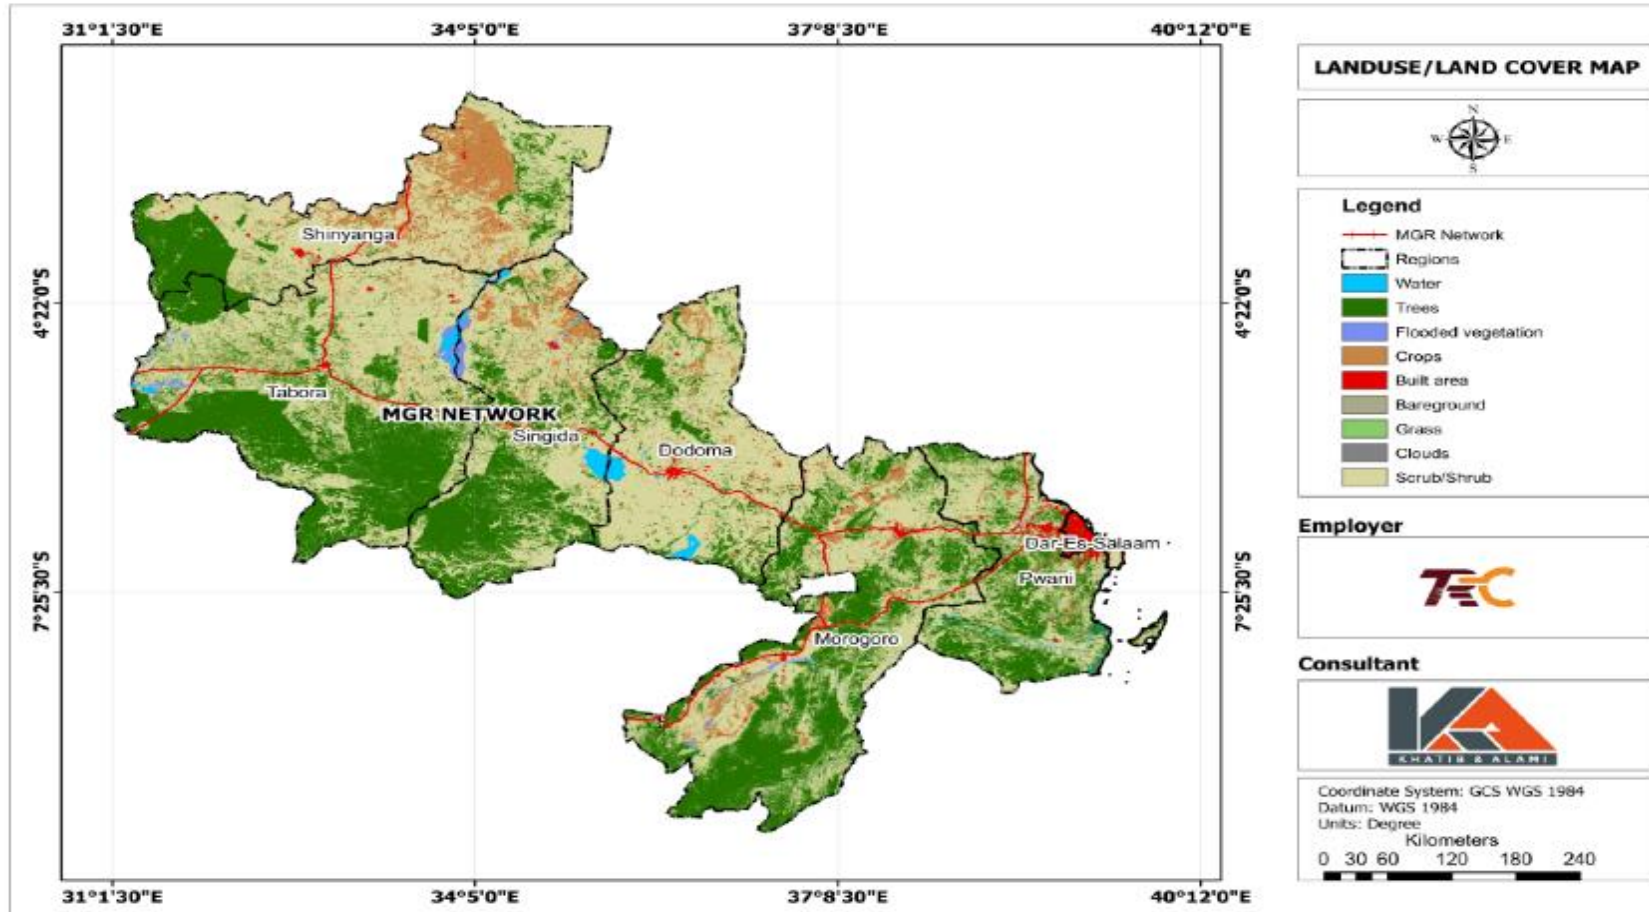 31°1'30"E 34°5'0"E 37°8'30"E 40°12'0"E
LANDUSE/LAND COVER MAP
N
W E
S
Legend
MGR Network
Regions
Water
Trees
Flooded vegetation
Crops
Built area
Bareground
Grass
Clouds
Scrub/Shrub
4°22'0"S
4°22'0"S
7°25'30"S
7°25'30"S
Shinyanga
Tabora
MGR NETWORK
Singida
Dodoma
Dar-Es-Salaam
Pwani
Morogoro
Employer
TRC
Consultant
KA
KHATIB & ALAMI
Coordinate System: GCS WGS 1984
Datum: WGS 1984
Units: Degree
Kilometers
0 30 60 120 180 240
31°1'30"E 34°5'0"E 37°8'30"E 40°12'0"E